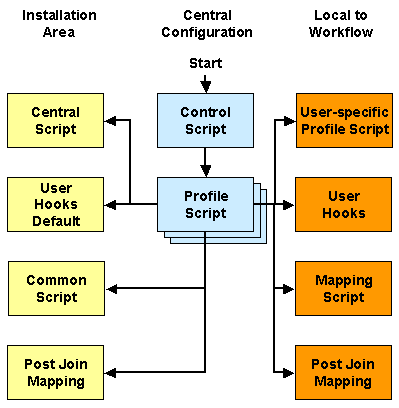 Installation
Area
Central
Configuration
Local to
Workflow
Start
Central
Script
Control
Script
User-specific
Profile Script
User
Hooks
Default
Profile
Script
User
Hooks
Common
Script
Mapping
Script
Post Join
Mapping
Post Join
Mapping